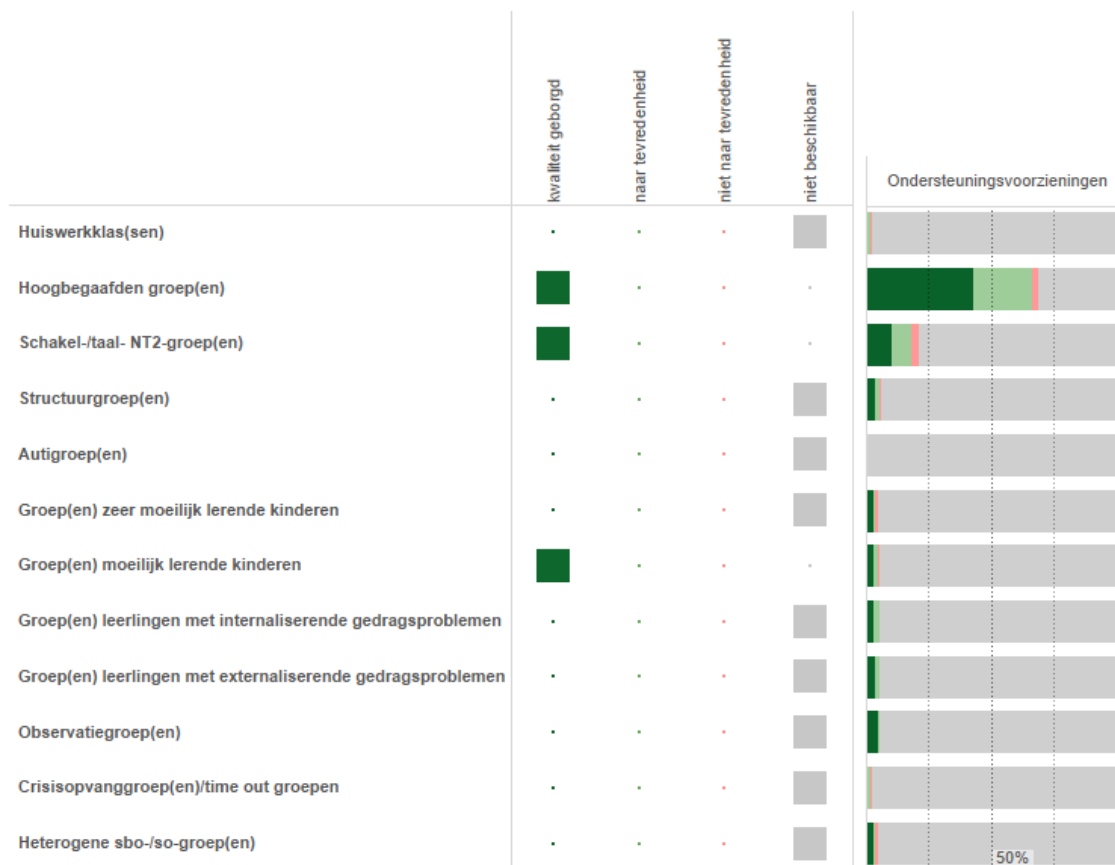 kwaliteit geborgd
naar tevredenheid
niet naar tevredenheid
niet beschikbaar
Ondersteuningsvoorzieningen
Huiswerkklas(sen)
Hoogbegaafden groep(en)
Schakel-/taal- NT2-groep(en)
Structuurgroep(en)
Autigroep(en)
Groep(en) zeer moeilijk lerende kinderen
Groep(en) moeilijk lerende kinderen
Groep(en) leerlingen met internaliserende gedragsproblemen
Groep(en) leerlingen met externaliserende gedragsproblemen
Observatiegroep(en)
Crisisopvanggroep(en)/time out groepen
Heterogene sbo-/so-groep(en)
50%